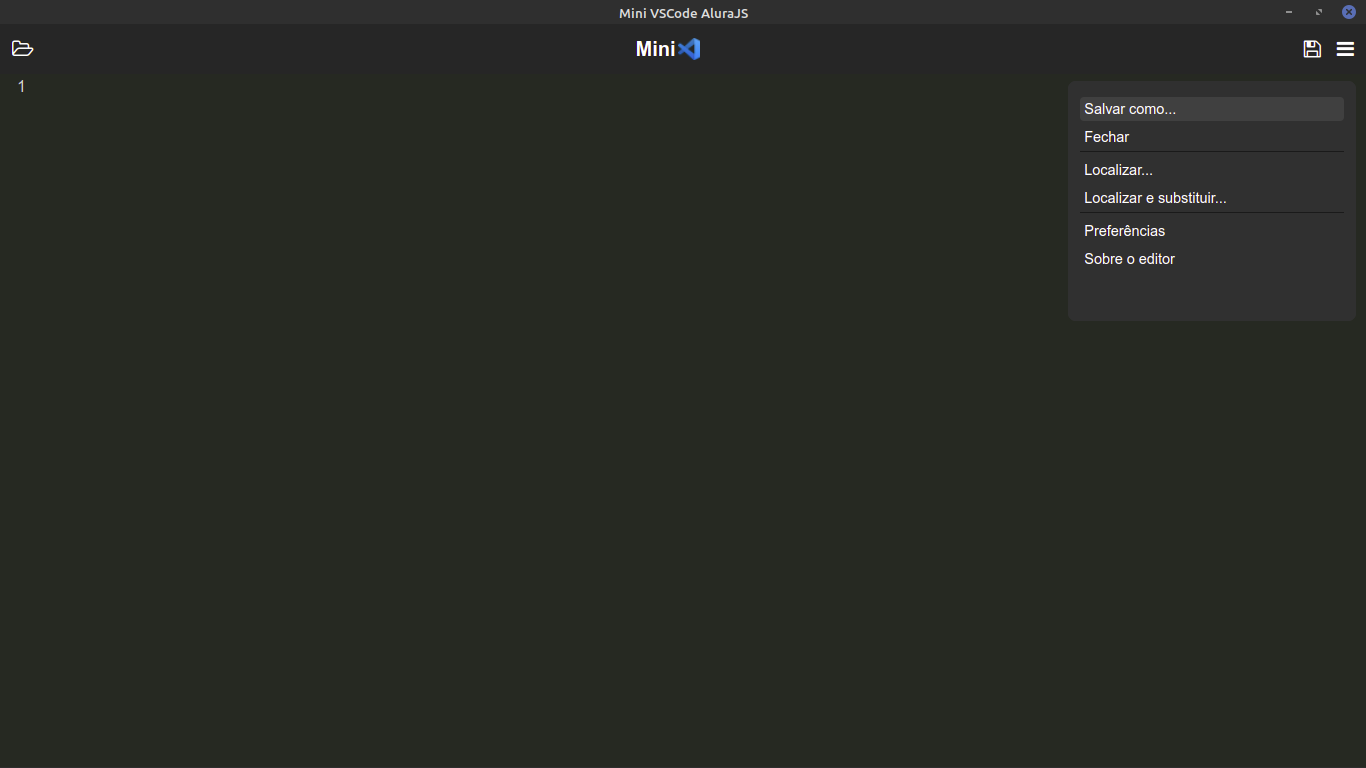 Mini VSCode AluraJS
Mini
1
Salvar como...
Fechar
Localizar...
Localizar e substituir...
Preferências
Sobre o editor